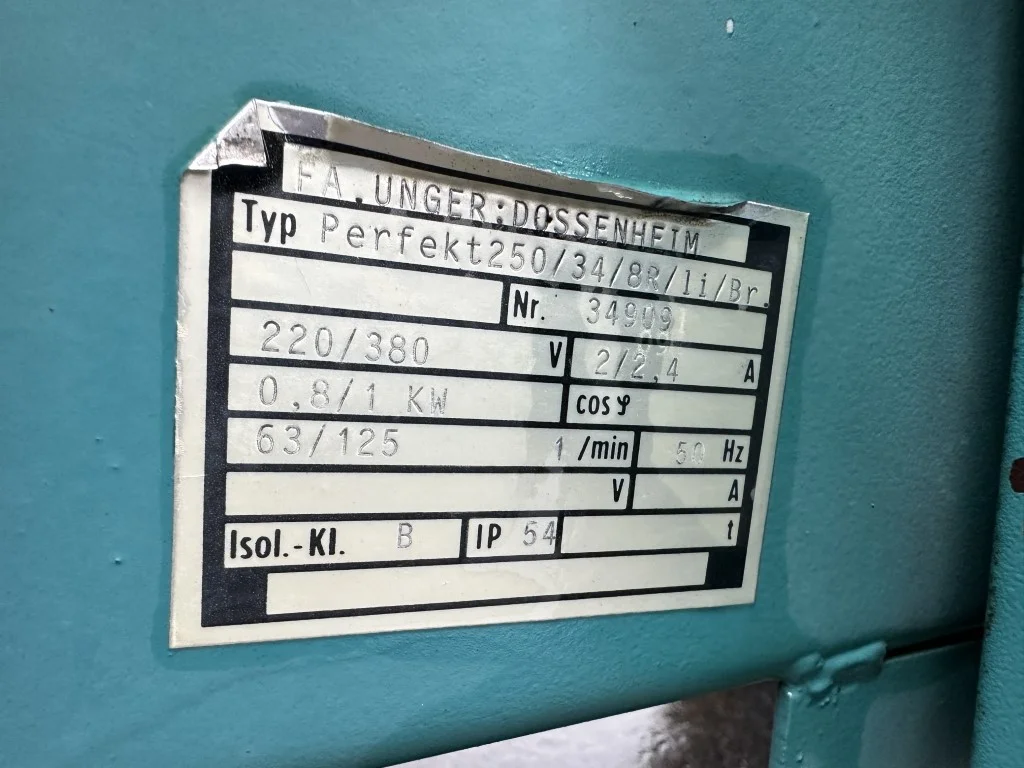 FA.UNGER:DOSSENHEIM
Typ Perfekt250/34/8R/li/Br.
Nr. 34909
220/380 V 2/2,4 A
0,8/1 KW cos φ
63/125 1 /min 50 Hz
V A
Isol.-Kl. B IP 54 t